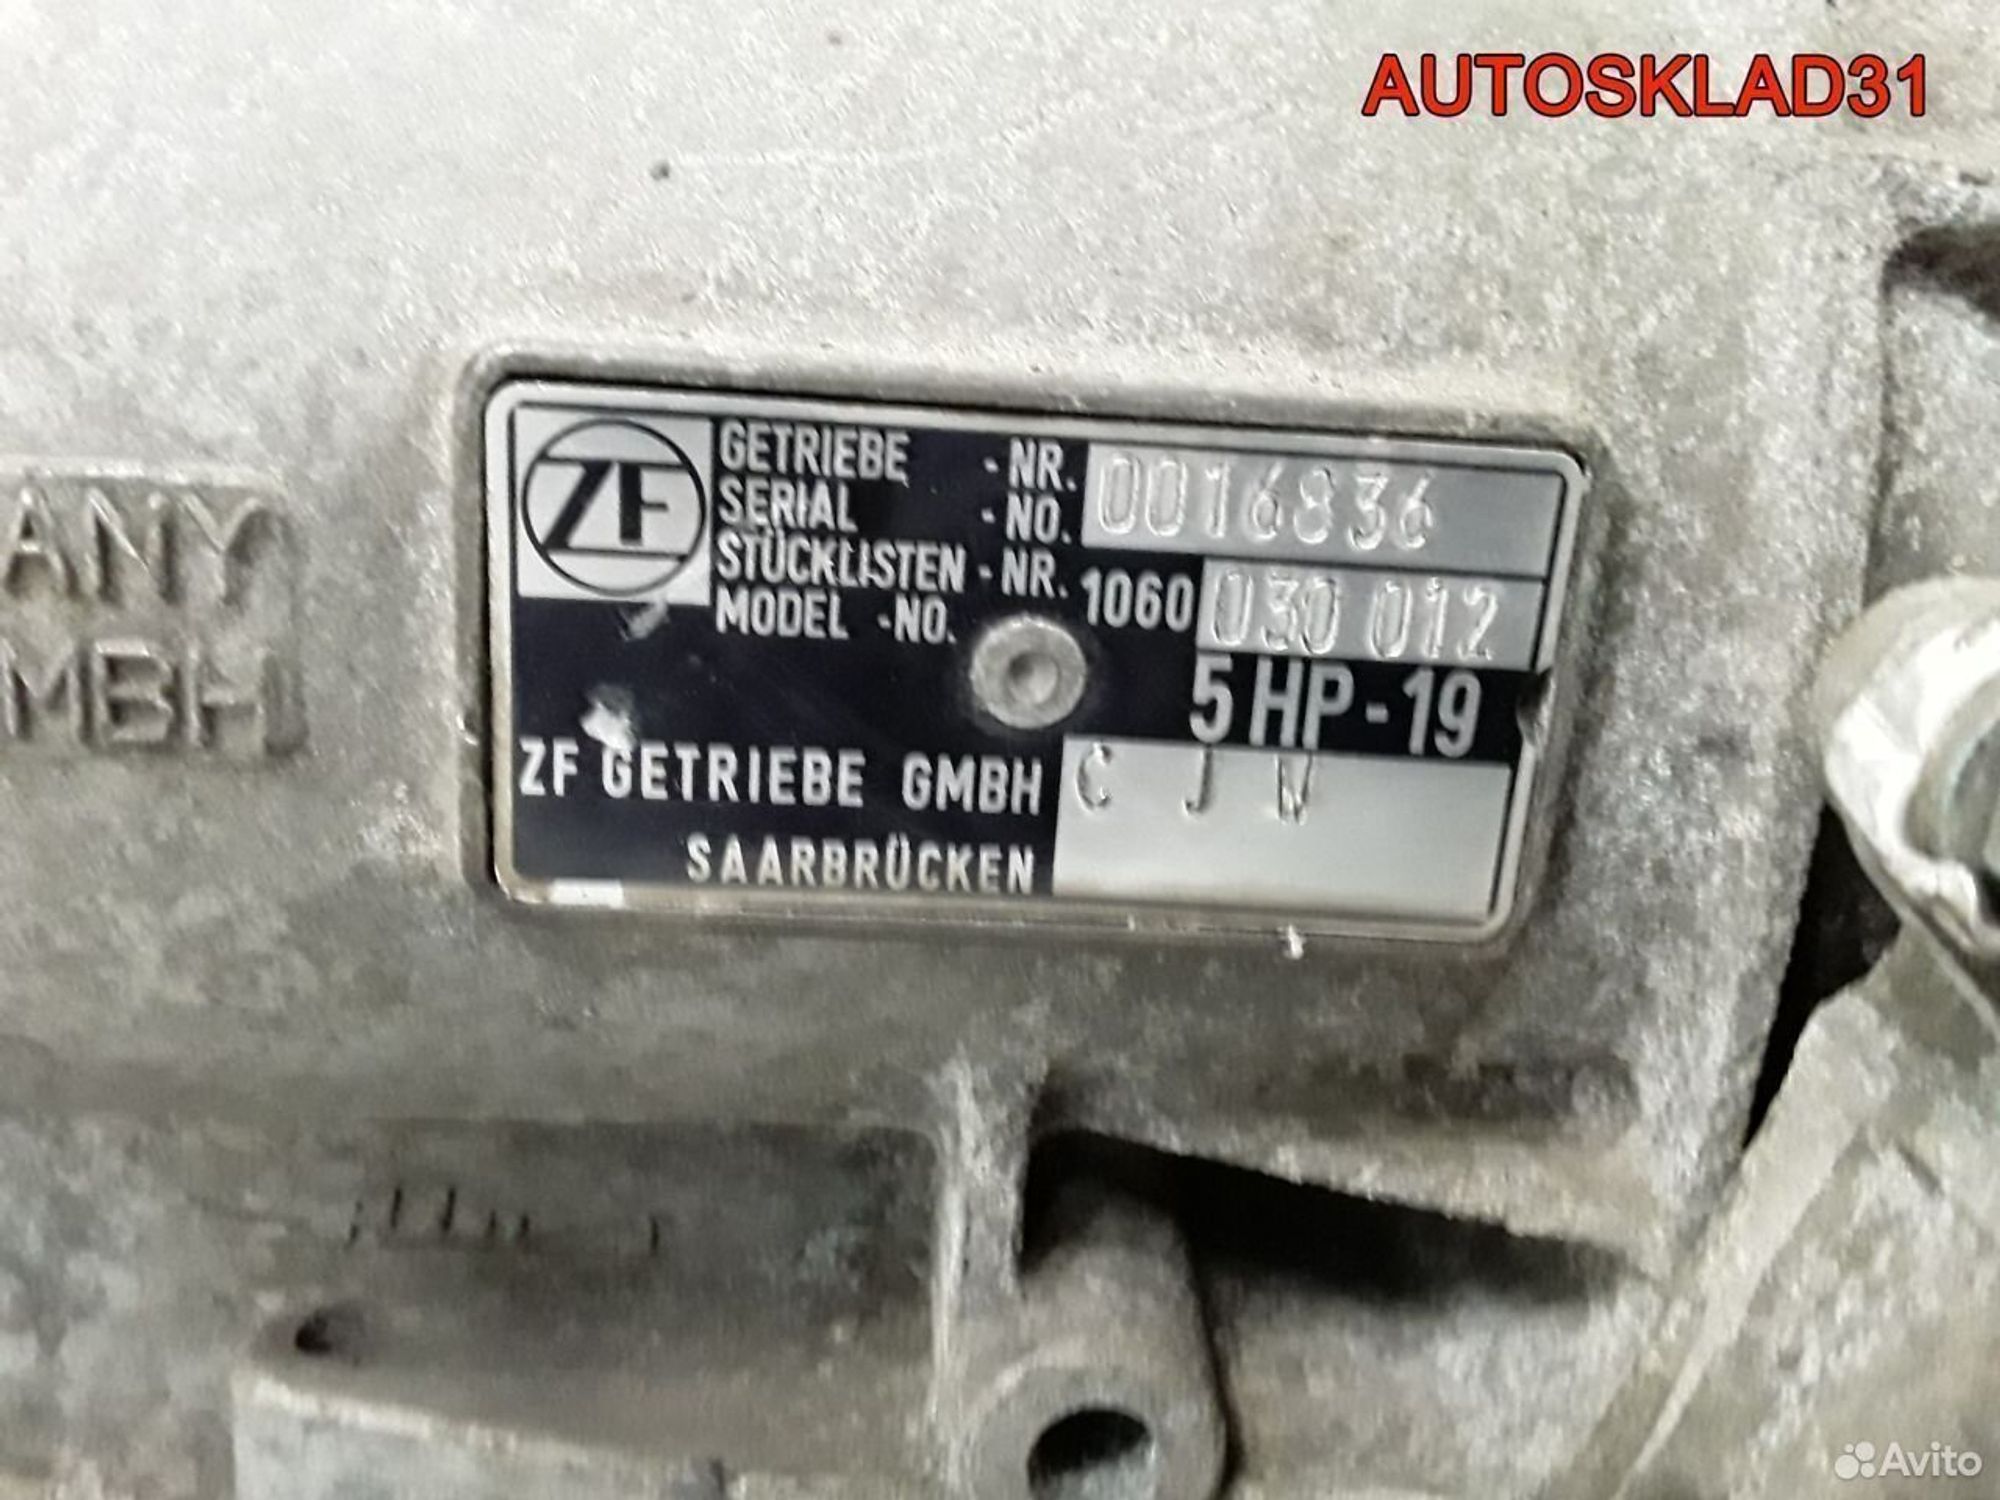 AUTOSKLAD31
ZF
GETRIEBE - NR. 0016836
SERIAL - NO.
STÜCKLISTEN - NR. 1060 030 012
MODEL - NO.
5 HP - 19
ZF GETRIEBE GMBH C J W
SAARBRÜCKEN
ANY
MBH
Avito